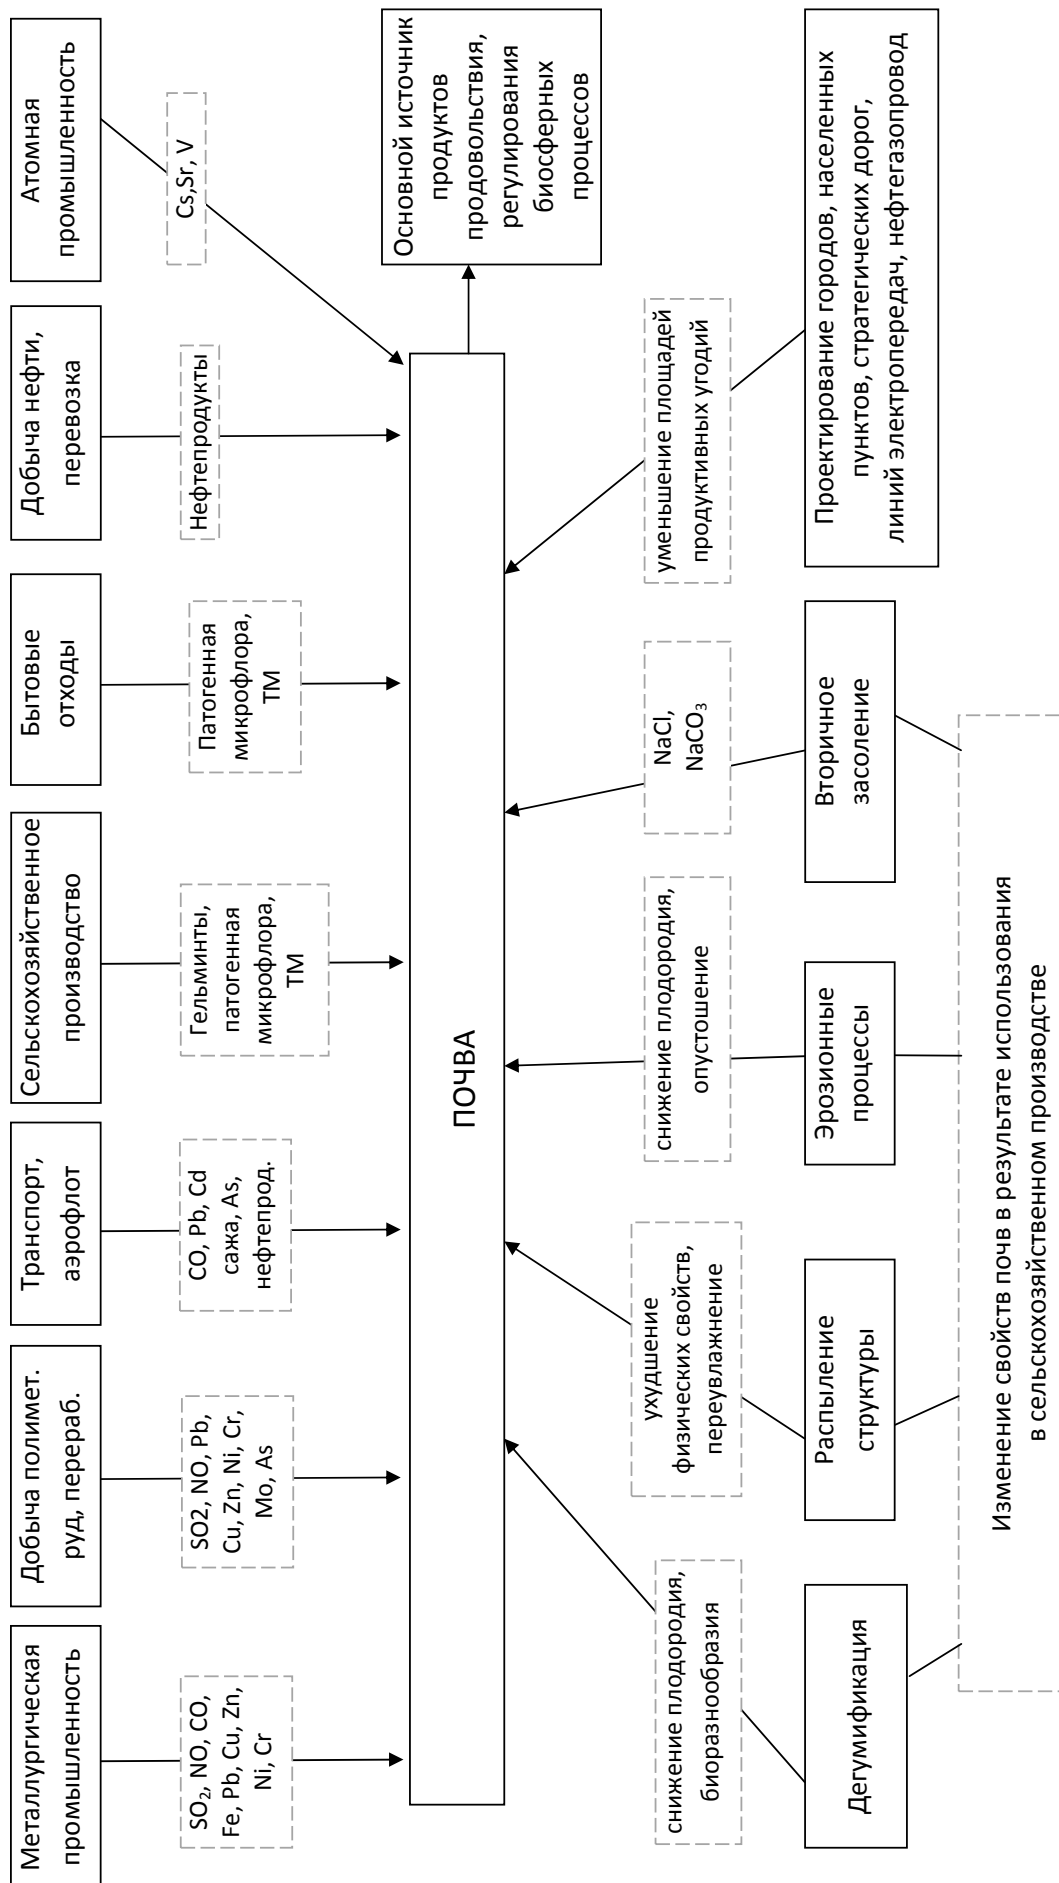 Металлургическая
промышленность
Добыча полимет.
руд, перераб.
Транспорт,
аэрофлот
Сельскохозяйственное
производство
Бытовые
отходы
Добыча нефти,
перевозка
Атомная
промышленность
SO₂, NO, CO,
Fe, Pb, Cu, Zn,
Ni, Cr
SO2, NO, Pb,
Cu, Zn, Ni, Cr,
Mo, As
CO, Pb, Cd
сажа, As,
нефтепрод.
Гельминты,
патогенная
микрофлора,
ТМ
Патогенная
микрофлора,
ТМ
Нефтепродукты
Cs,Sr, V
ПОЧВА
Основной источник
продуктов
продовольствия,
регулирования
биосферных
процессов
снижение плодородия,
биоразнообразия
ухудшение
физических свойств,
переувлажнение
снижение плодородия,
опустошение
NaCl,
NaCO₃
уменьшение площадей
продуктивных угодий
Дегумификация
Распыление
структуры
Эрозионные
процессы
Вторичное
засоление
Проектирование городов, населенных
пунктов, стратегических дорог,
линий электропередач, нефтегазопровод
Изменение свойств почв в результате использования
в сельскохозяйственном производстве